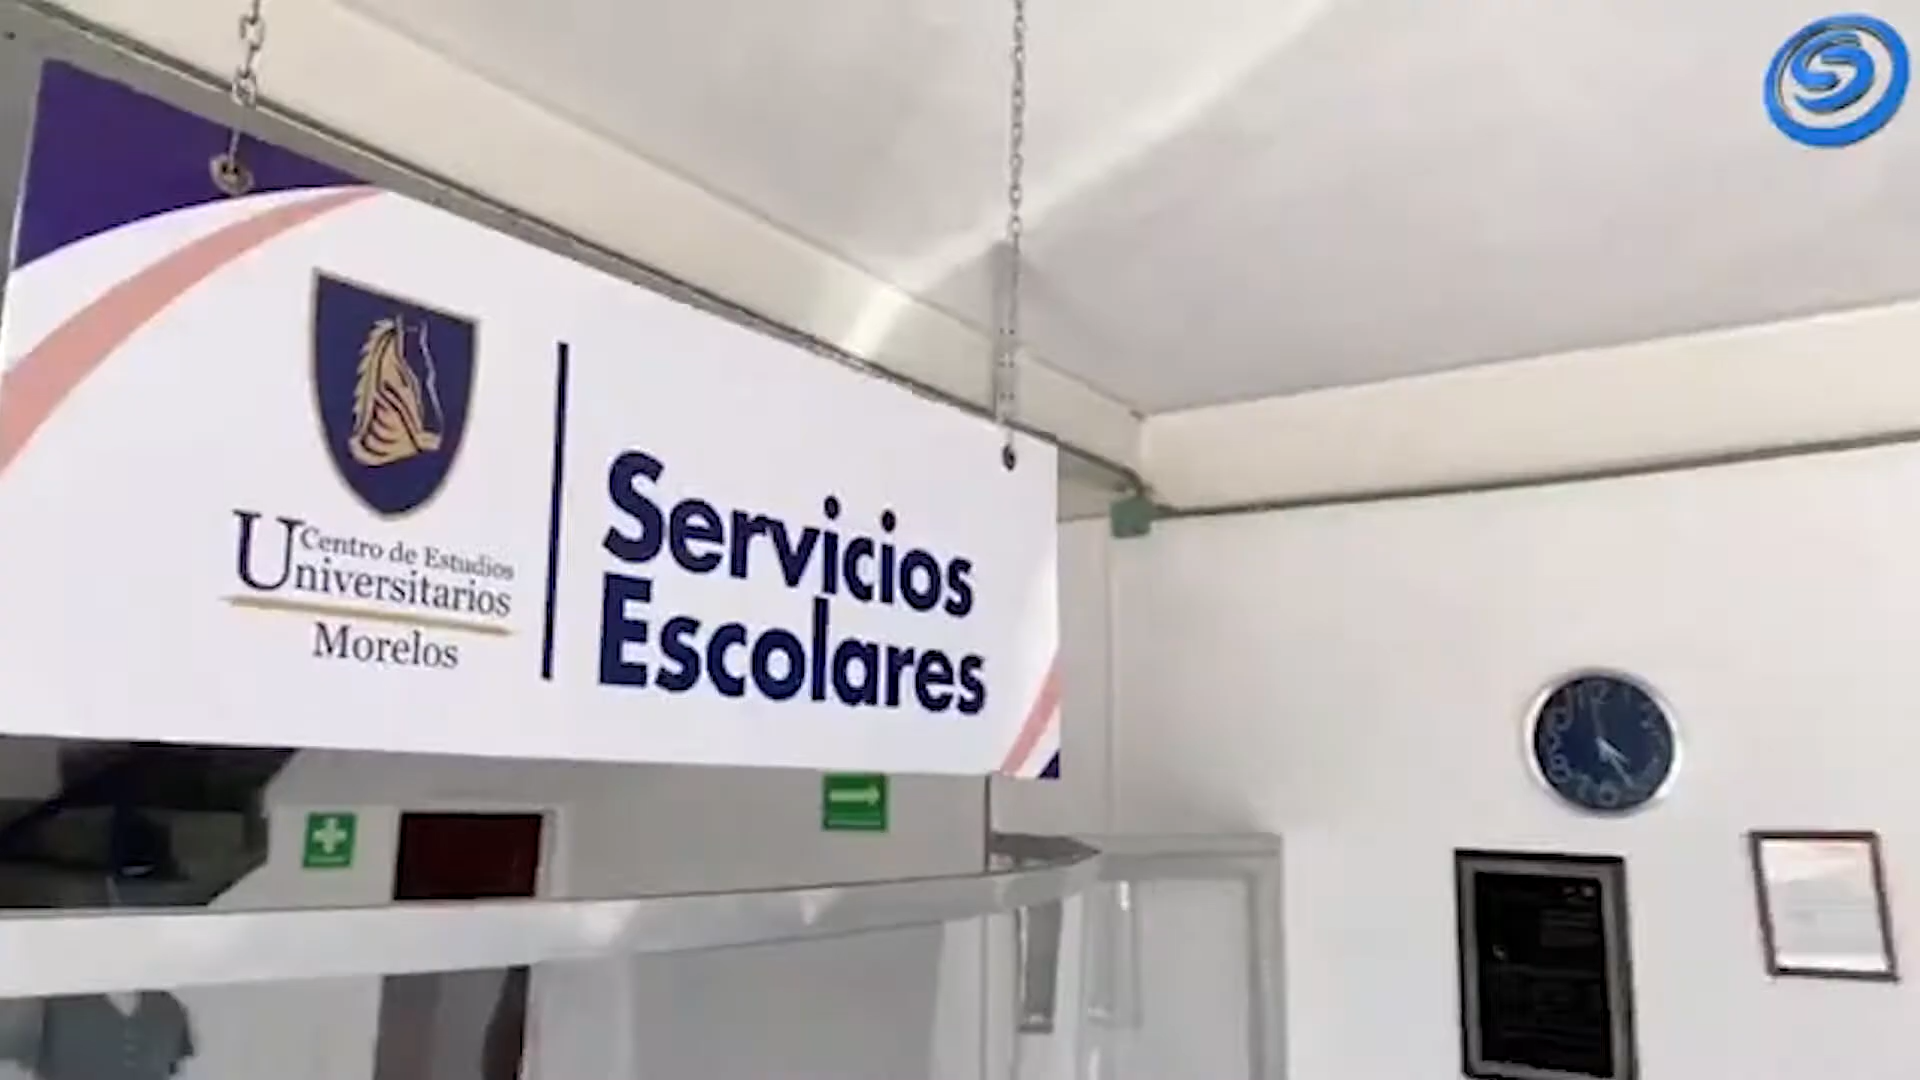 Centro de Estudios
Universitarios
Morelos
Servicios
Escolares